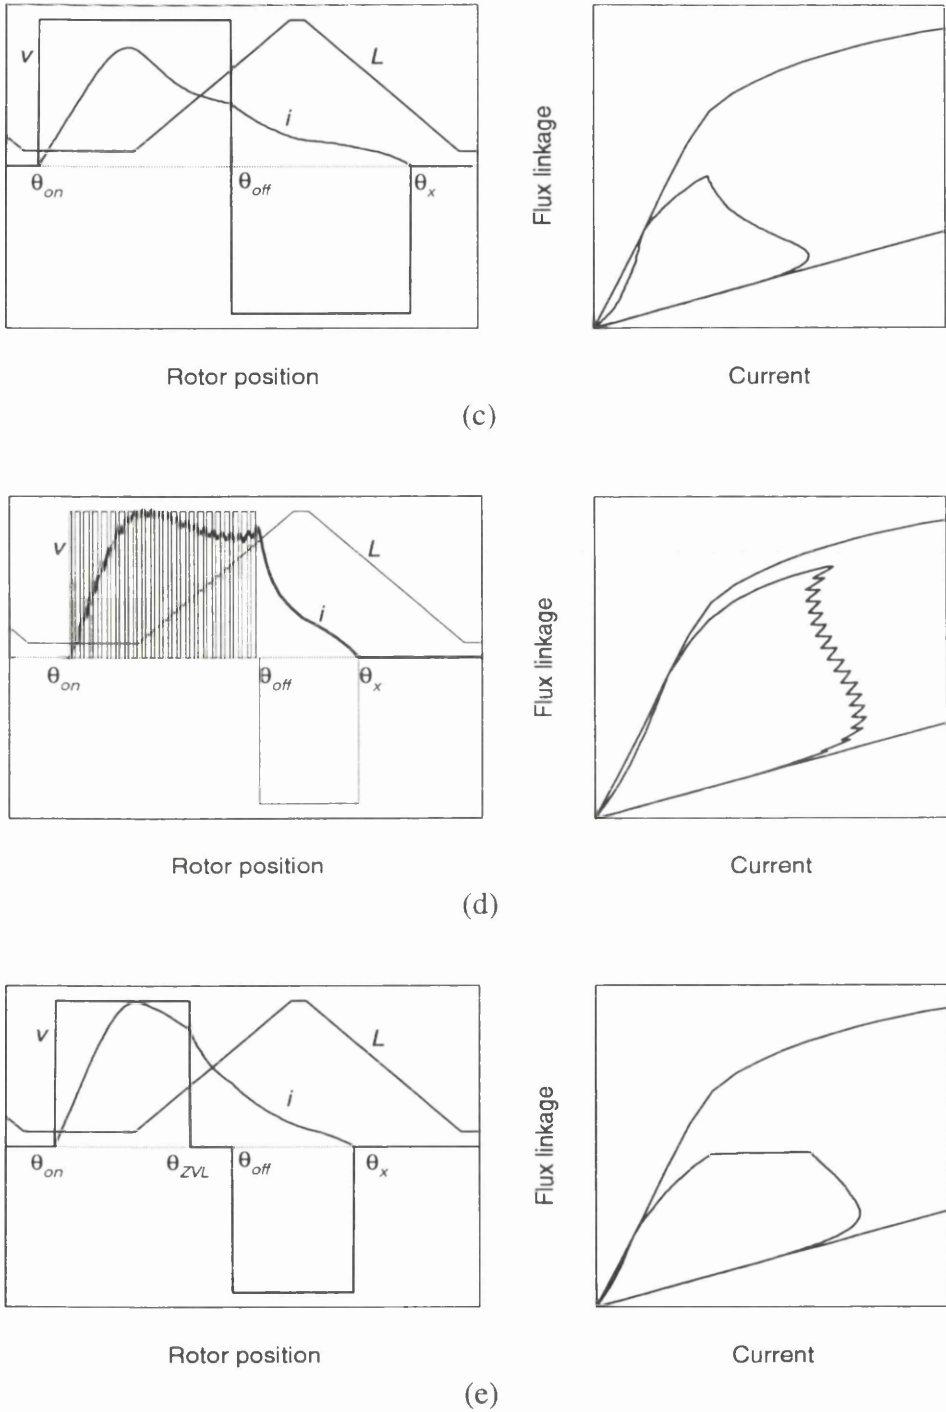 v
L
i
θon
θoff
θx
Flux linkage
Rotor position
Current
(c)
v
L
i
θon
θoff
θx
Flux linkage
Rotor position
Current
(d)
v
L
i
θon
θZVL
θoff
θx
Flux linkage
Rotor position
Current
(e)